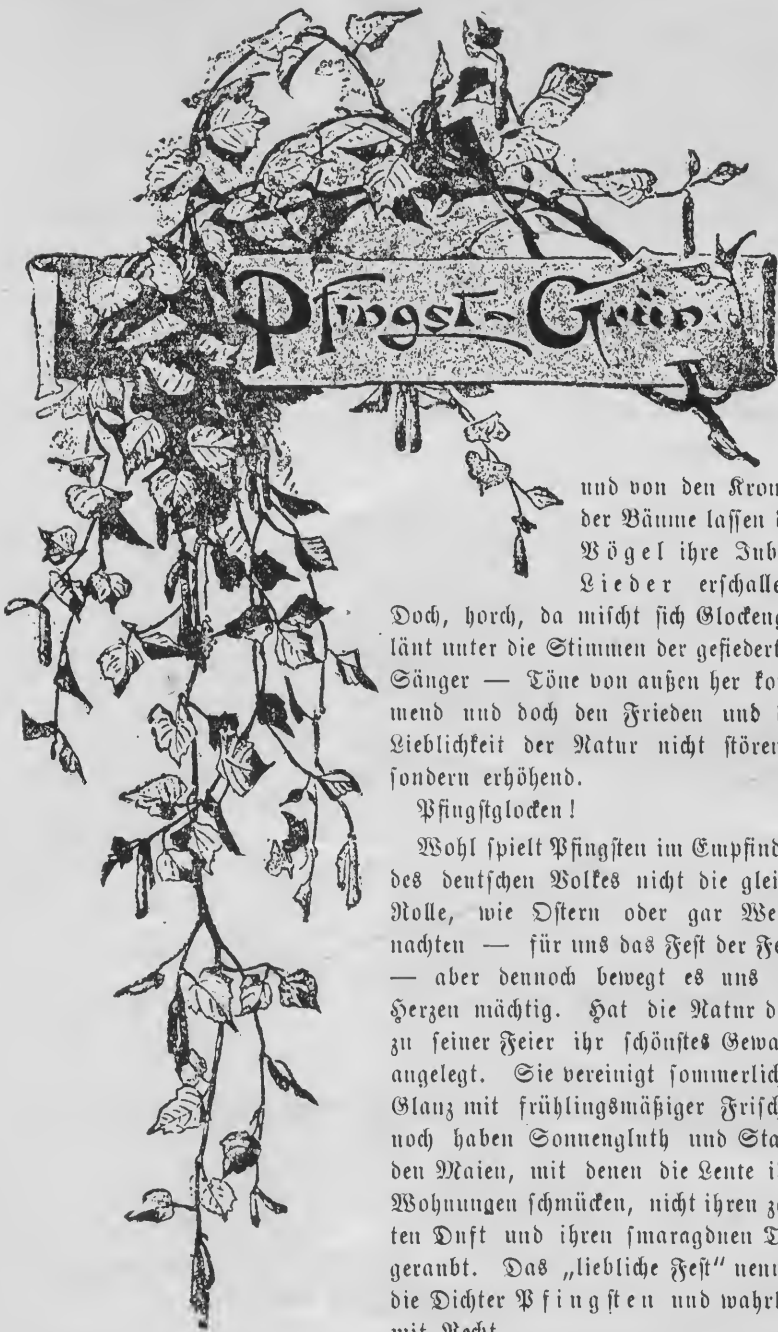 Pfingst-Grün.
und von den Kron
der Bäume lassen
Vögel ihre Jub
Lieder erschalle
Doch, horch, da mischt sich Glockeng
länt unter die Stimmen der gefiedert
Sänger — Töne von außen her kom
mend und doch den Frieden und
Lieblichkeit der Natur nicht stören
sondern erhöhend.
Pfingstglocken!
Wohl spielt Pfingsten im Empfind
des deutschen Volkes nicht die glei
Rolle, wie Ostern oder gar We
nachten — für uns das Fest der Fe
— aber dennoch bewegt es uns
Herzen mächtig. Hat die Natur d
zu seiner Feier ihr schönstes Gewa
angelegt. Sie vereinigt sommerlich
Glanz mit frühlingsmäßiger Frisch
noch haben Sonnengluth und Sta
den Maien, mit denen die Leute ih
Wohnungen schmücken, nicht ihren za
ten Duft und ihren smaragdnen T
geraubt. Das „liebliche Fest“ nenn
die Dichter Pfingsten und wahrl
mit Recht